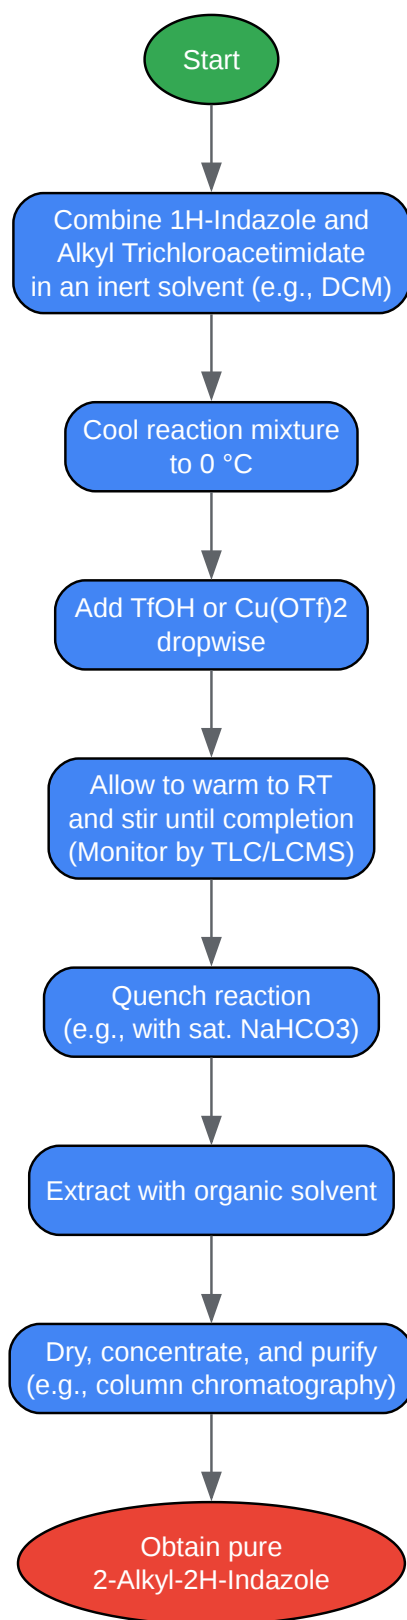 Start
Combine 1H-Indazole and
Alkyl Trichloroacetimidate
in an inert solvent (e.g., DCM)
Cool reaction mixture
to 0 °C
Add TfOH or Cu(OTf)2
dropwise
Allow to warm to RT
and stir until completion
(Monitor by TLC/LCMS)
Quench reaction
(e.g., with sat. NaHCO3)
Extract with organic solvent
Dry, concentrate, and purify
(e.g., column chromatography)
Obtain pure
2-Alkyl-2H-Indazole